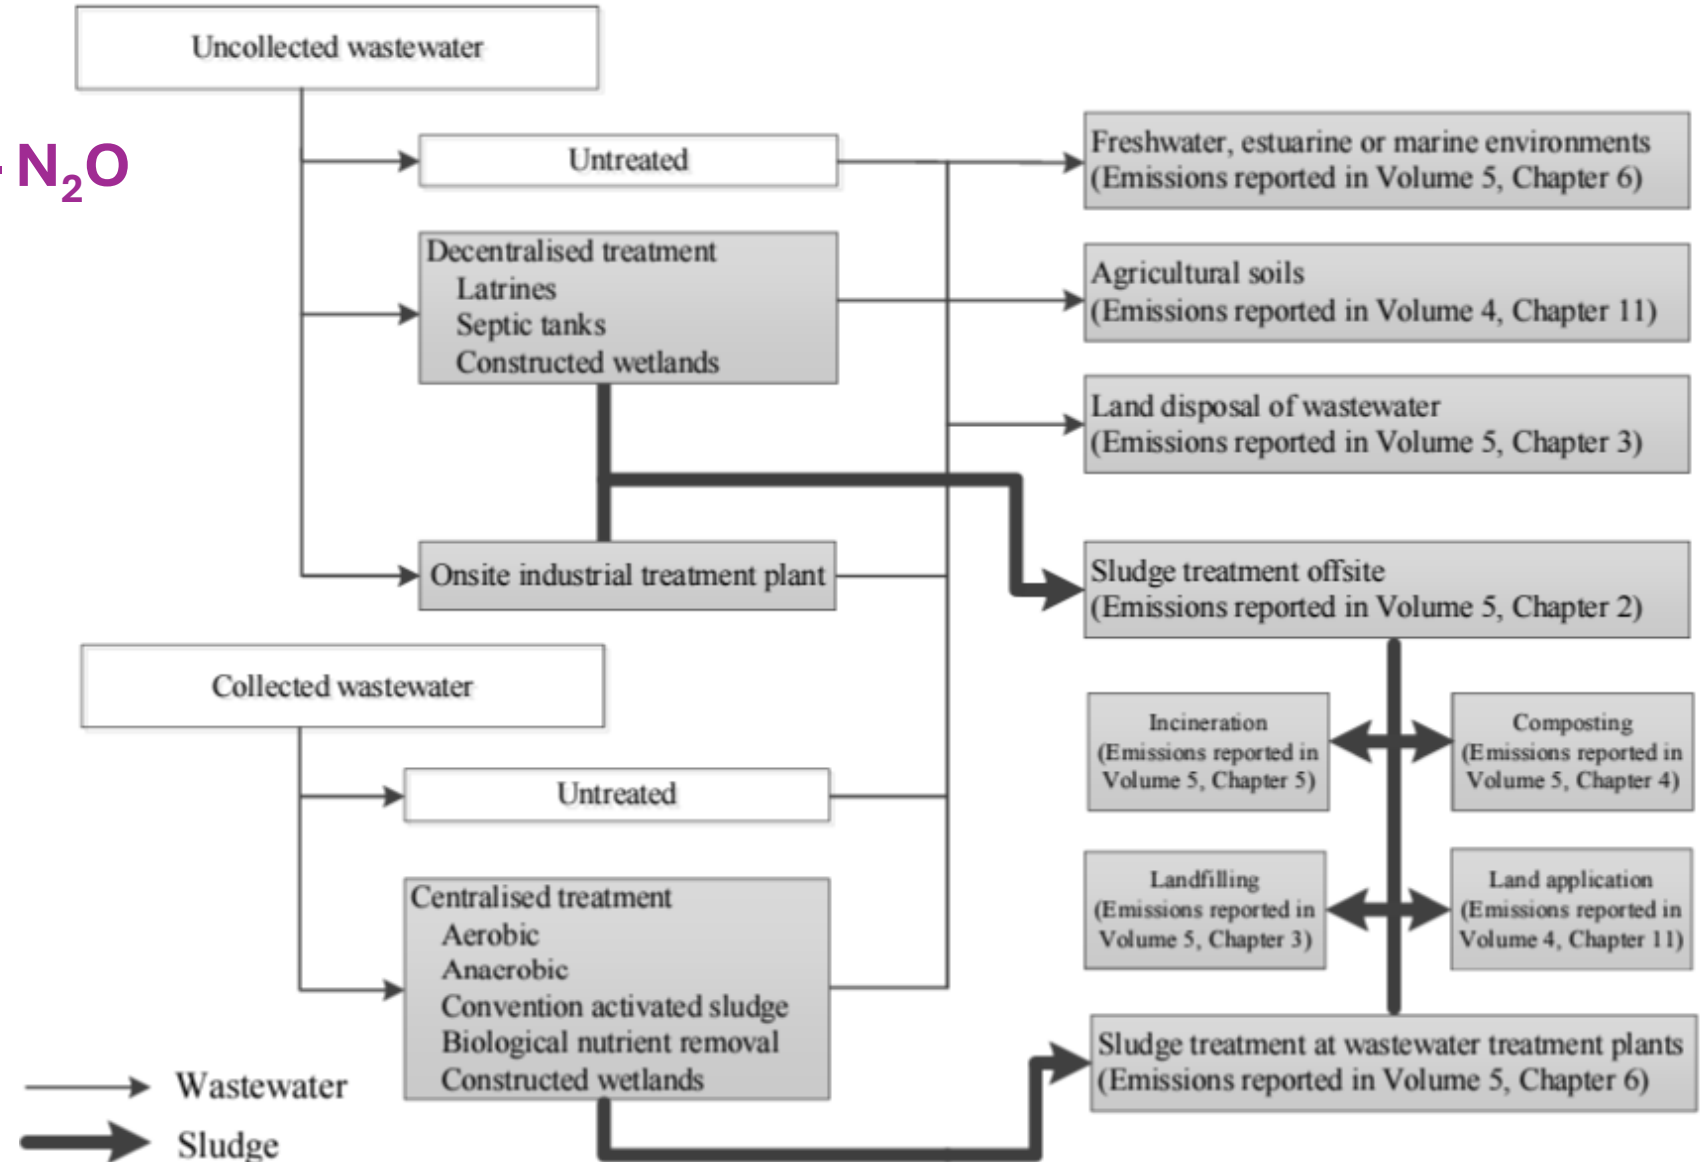 Uncollected wastewater
- N₂O
Untreated
Decentralised treatment
Latrines
Septic tanks
Constructed wetlands
Onsite industrial treatment plant
Collected wastewater
Untreated
Centralised treatment
Aerobic
Anaerobic
Convention activated sludge
Biological nutrient removal
Constructed wetlands
Wastewater
Sludge
Freshwater, estuarine or marine environments
(Emissions reported in Volume 5, Chapter 6)
Agricultural soils
(Emissions reported in Volume 4, Chapter 11)
Land disposal of wastewater
(Emissions reported in Volume 5, Chapter 3)
Sludge treatment offsite
(Emissions reported in Volume 5, Chapter 2)
Incineration
(Emissions reported in
Volume 5, Chapter 5)
Composting
(Emissions reported in
Volume 5, Chapter 4)
Landfilling
(Emissions reported in
Volume 5, Chapter 3)
Land application
(Emissions reported in
Volume 4, Chapter 11)
Sludge treatment at wastewater treatment plants
(Emissions reported in Volume 5, Chapter 6)